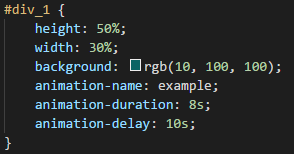 #div_1 {
height: 50%;
width: 30%;
background: rgb(10, 100, 100);
animation-name: example;
animation-duration: 8s;
animation-delay: 10s;
}